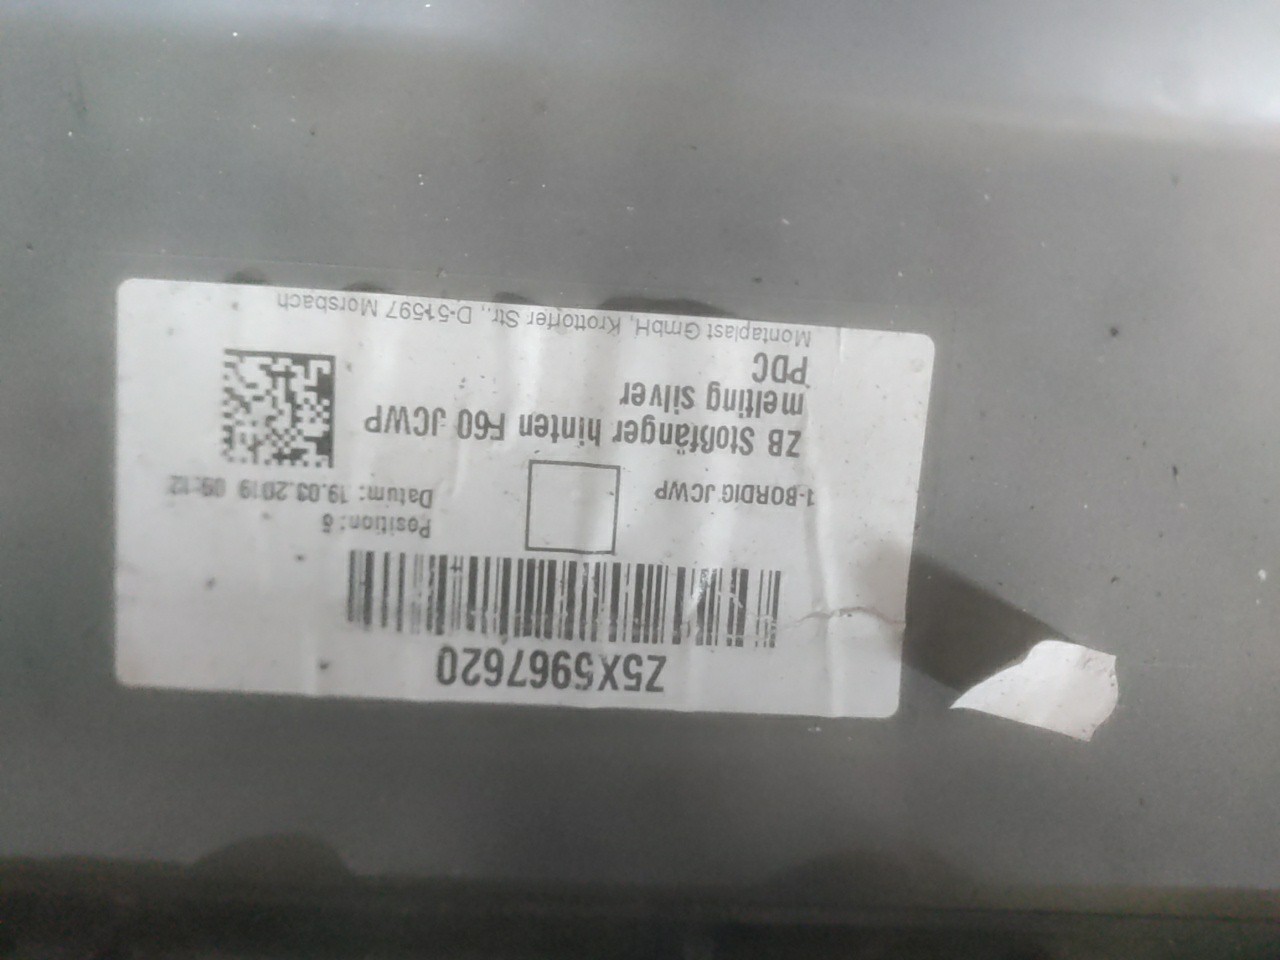 Z5X5967620
Position: 6
Datum: 19.03.2019 09:12
1-BORDIG JCWP
ZB Stoßfänger hinten F60 JCWP
melting silver
PDC
Montaplast GmbH, Krottorfer Str., D-51597 Morsbach